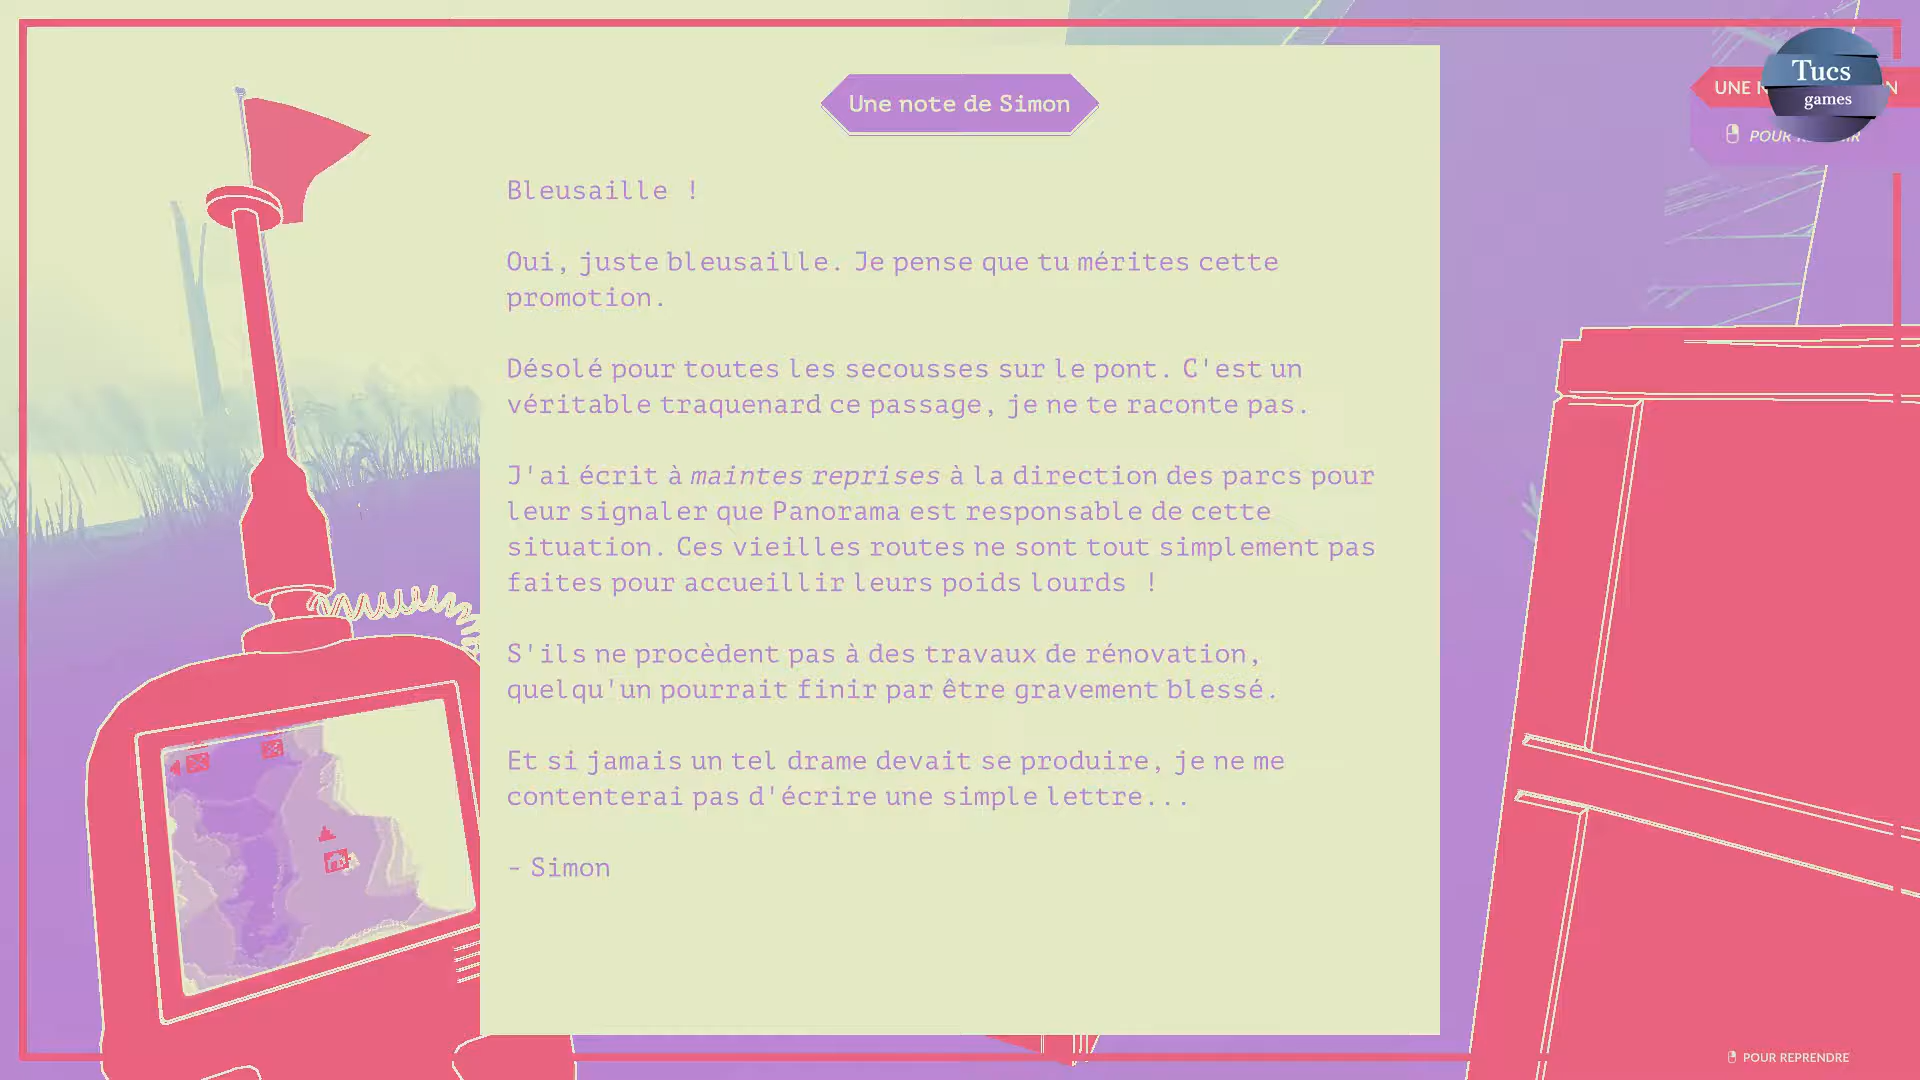 Une note de Simon
Tucs
games
UNE
POUR
Bleusaille !
Oui, juste bleusaille. Je pense que tu mérites cette
promotion.
Désolé pour toutes les secousses sur le pont. C'est un
véritable traquenard ce passage, je ne te raconte pas.
J'ai écrit à maintes reprises à la direction des parcs pour
leur signaler que Panorama est responsable de cette
situation. Ces vieilles routes ne sont tout simplement pas
faites pour accueillir leurs poids lourds !
S'ils ne procèdent pas à des travaux de rénovation,
quelqu'un pourrait finir par être gravement blessé.
Et si jamais un tel drame devait se produire, je ne me
contenterai pas d'écrire une simple lettre...
- Simon
POUR REPRENDRE